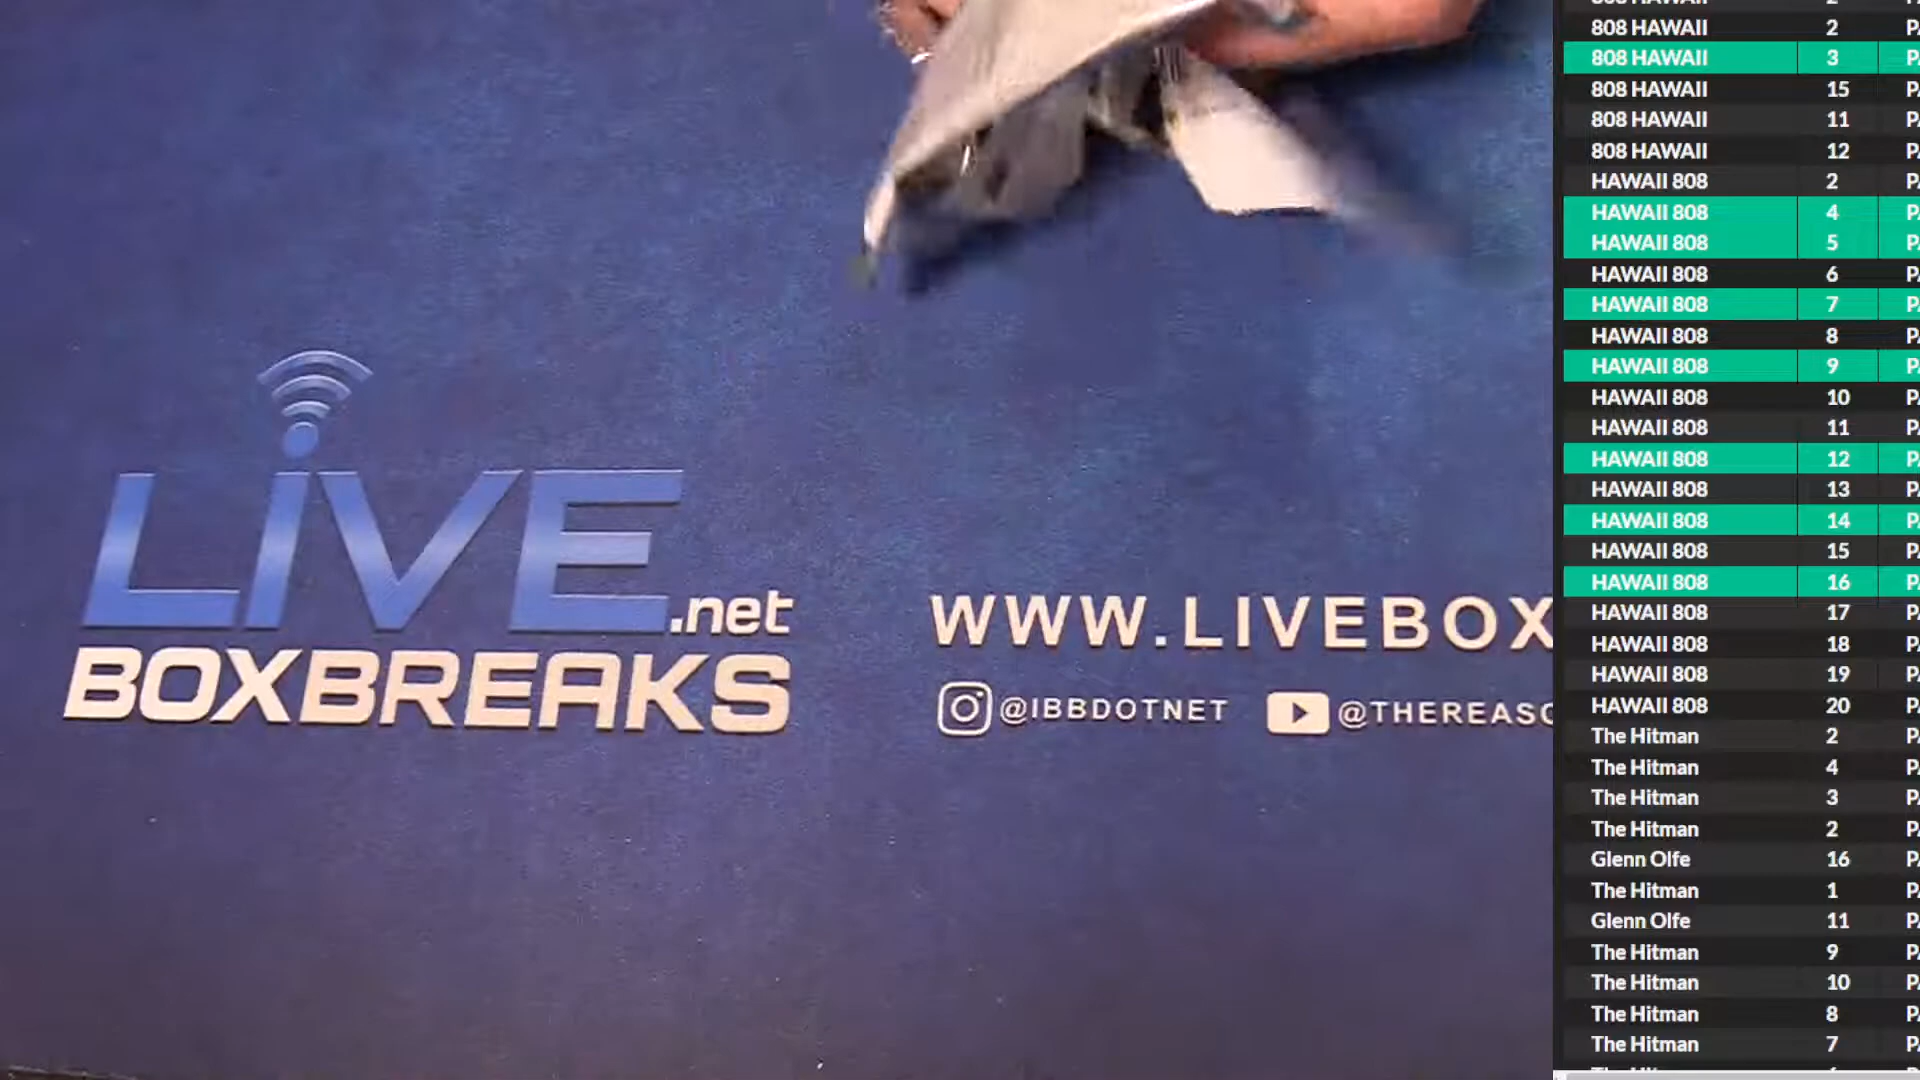 LIVE.net
BOXBREAKS
WWW.LIVEBOX
@IBBDOTNET @THEREASO
808 HAWAII 2
808 HAWAII 3
808 HAWAII 15
808 HAWAII 11
808 HAWAII 12
HAWAII 808 2
HAWAII 808 4
HAWAII 808 5
HAWAII 808 6
HAWAII 808 7
HAWAII 808 8
HAWAII 808 9
HAWAII 808 10
HAWAII 808 11
HAWAII 808 12
HAWAII 808 13
HAWAII 808 14
HAWAII 808 15
HAWAII 808 16
HAWAII 808 17
HAWAII 808 18
HAWAII 808 19
HAWAII 808 20
The Hitman 2
The Hitman 4
The Hitman 3
The Hitman 2
Glenn Olfe 16
The Hitman 1
Glenn Olfe 11
The Hitman 9
The Hitman 10
The Hitman 8
The Hitman 7